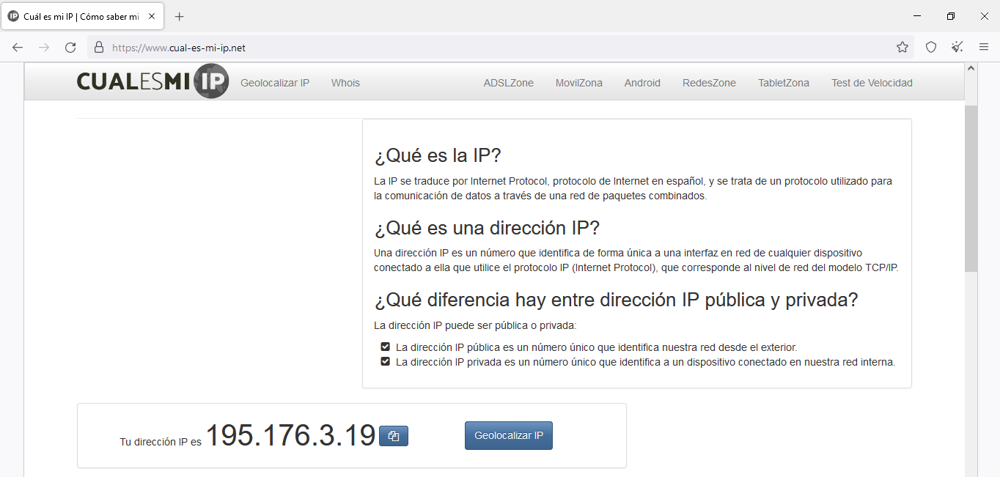 IP Cuál es mi IP | Cómo saber mi
https://www.cual-es-mi-ip.net
CUALESMI IP Geolocalizar IP Whois ADSLZone MovilZona Android RedesZone TabletZona Test de Velocidad
¿Qué es la IP?
La IP se traduce por Internet Protocol, protocolo de Internet en español, y se trata de un protocolo utilizado para
la comunicación de datos a través de una red de paquetes combinados.
¿Qué es una dirección IP?
Una dirección IP es un número que identifica de forma única a una interfaz en red de cualquier dispositivo
conectado a ella que utilice el protocolo IP (Internet Protocol), que corresponde al nivel de red del modelo TCP/IP.
¿Qué diferencia hay entre dirección IP pública y privada?
La dirección IP puede ser pública o privada:
La dirección IP pública es un número único que identifica nuestra red desde el exterior.
La dirección IP privada es un número único que identifica a un dispositivo conectado en nuestra red interna.
Tu dirección IP es 195.176.3.19 Geolocalizar IP